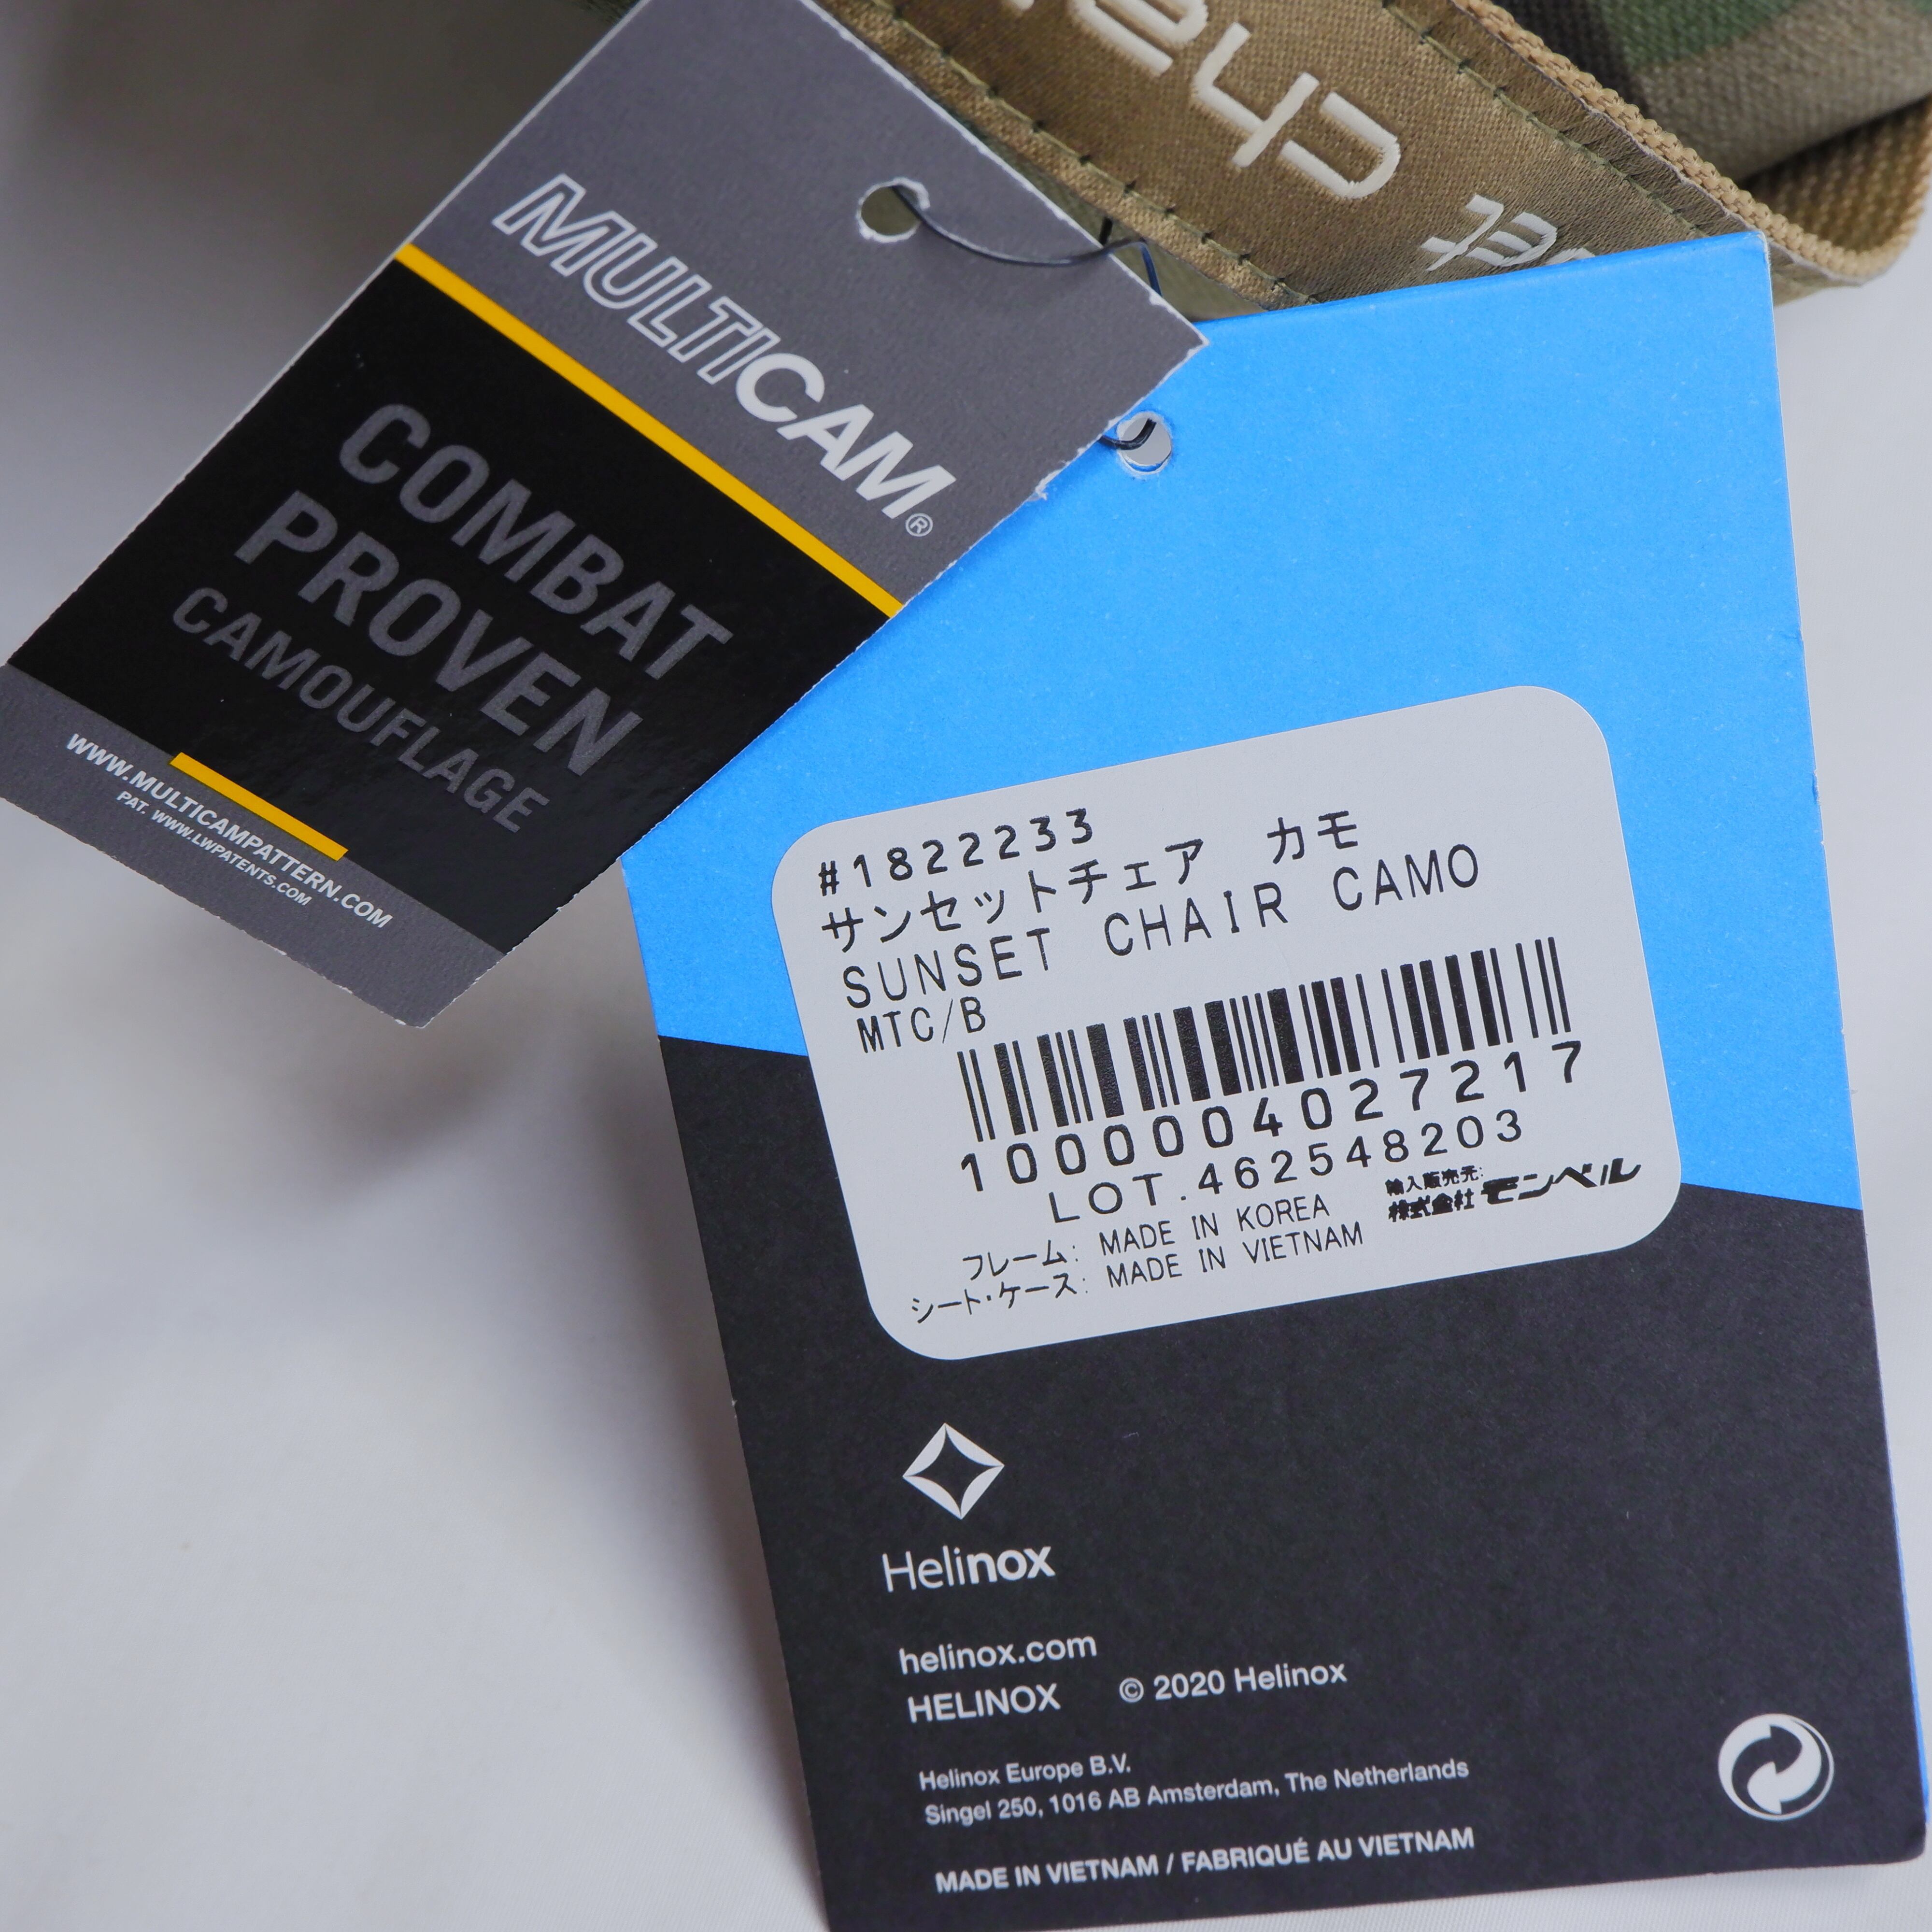 MULTICAM®
COMBAT
PROVEN
CAMOUFLAGE
WWW.MULTICAMPATTERN.COM
PAT. WWW.LWPATENTS.COM
#1822233
サンセットチェア カモ
SUNSET CHAIR CAMO
MTC/B
1000004027217
LOT.462548203
フレーム: MADE IN KOREA
シート・ケース: MADE IN VIETNAM
輸入販売元:
株式会社 モンベル
Helinox
helinox.com
HELINOX © 2020 Helinox
Helinox Europe B.V.
Singel 250, 1016 AB Amsterdam, The Netherlands
MADE IN VIETNAM / FABRIQUÉ AU VIETNAM